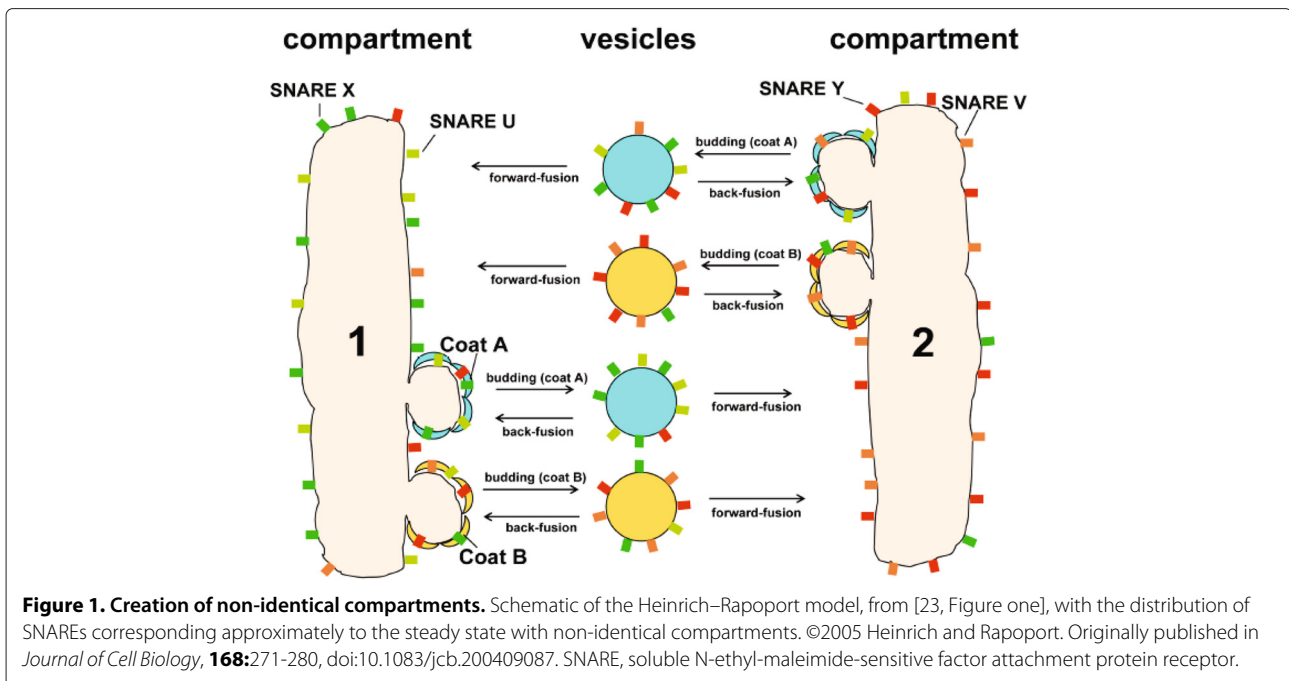 compartment vesicles compartment
SNARE X
SNARE U
SNARE Y
SNARE V
budding (coat A)
forward-fusion
back-fusion
budding (coat B)
forward-fusion
back-fusion
1
2
Coat A
budding (coat A)
back-fusion
forward-fusion
budding (coat B)
back-fusion
forward-fusion
Coat B
Figure 1. Creation of non-identical compartments. Schematic of the Heinrich–Rapoport model, from [23, Figure one], with the distribution of
SNAREs corresponding approximately to the steady state with non-identical compartments. ©2005 Heinrich and Rapoport. Originally published in
Journal of Cell Biology, 168:271-280, doi:10.1083/jcb.200409087. SNARE, soluble N-ethyl-maleimide-sensitive factor attachment protein receptor.